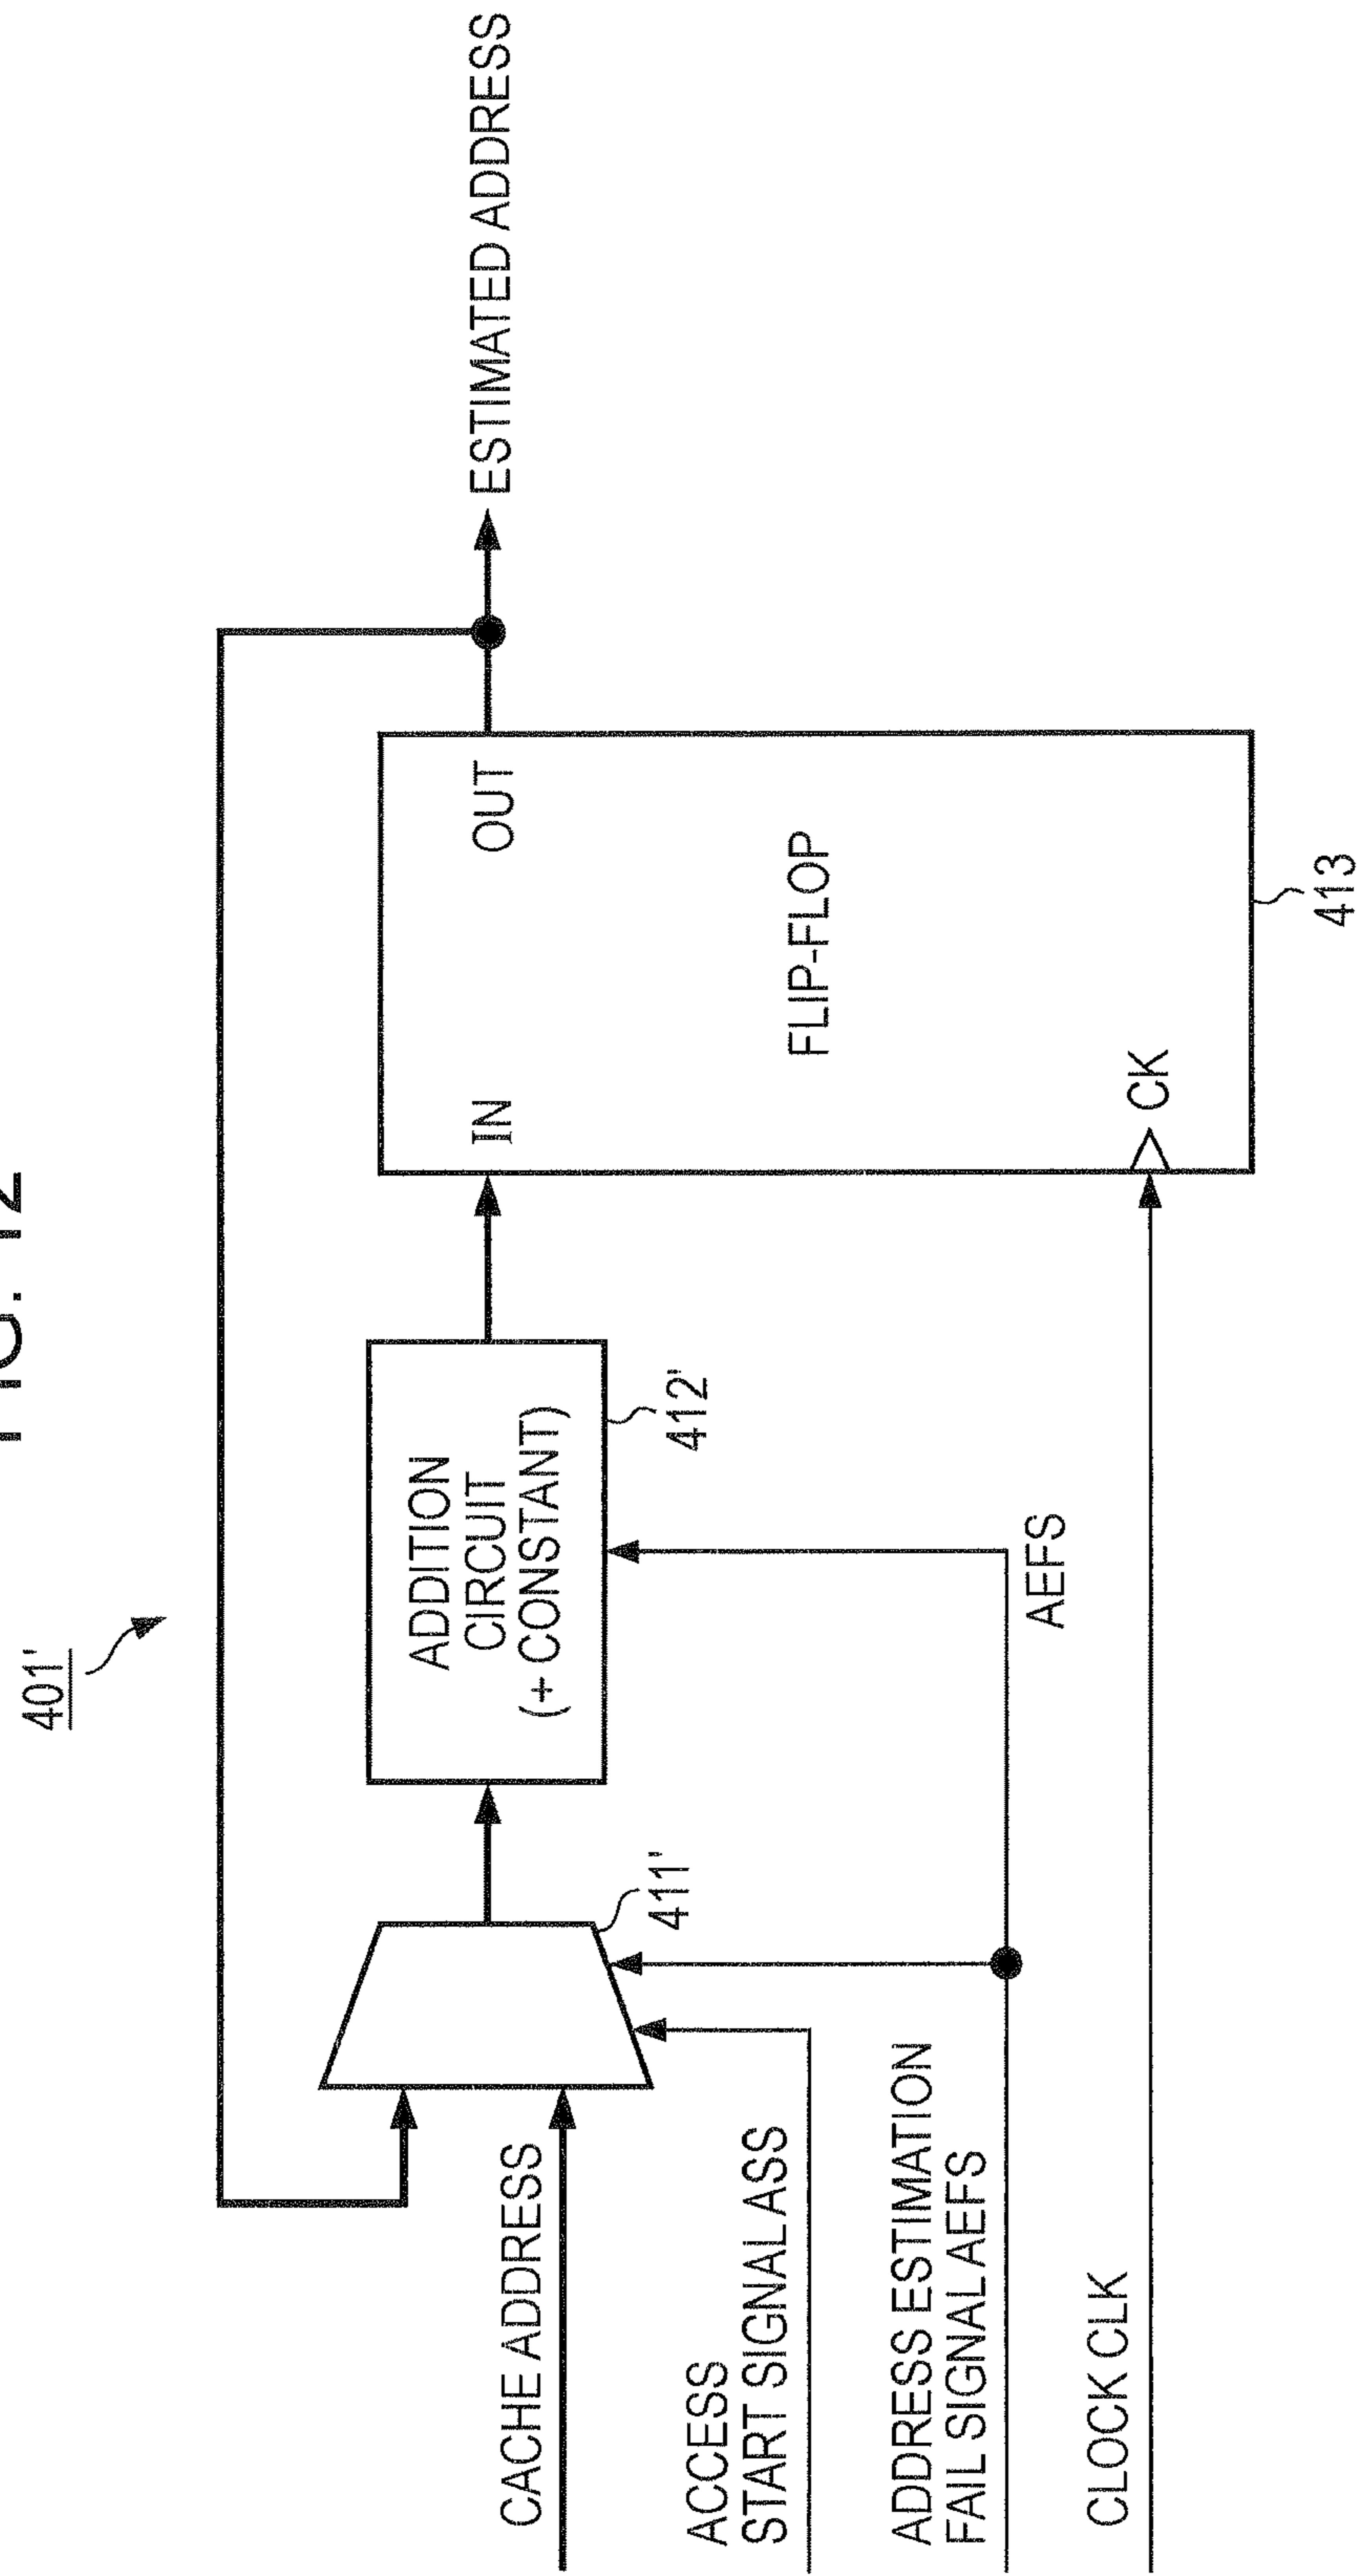 FIG. 12
401'
CACHE ADDRESS
ACCESS
START SIGNAL ASS
ADDRESS ESTIMATION
FAIL SIGNAL AEFS
CLOCK CLK
411'
ADDITION
CIRCUIT
(+ CONSTANT)
412'
AEFS
IN
OUT
FLIP-FLOP
CK
413
ESTIMATED ADDRESS